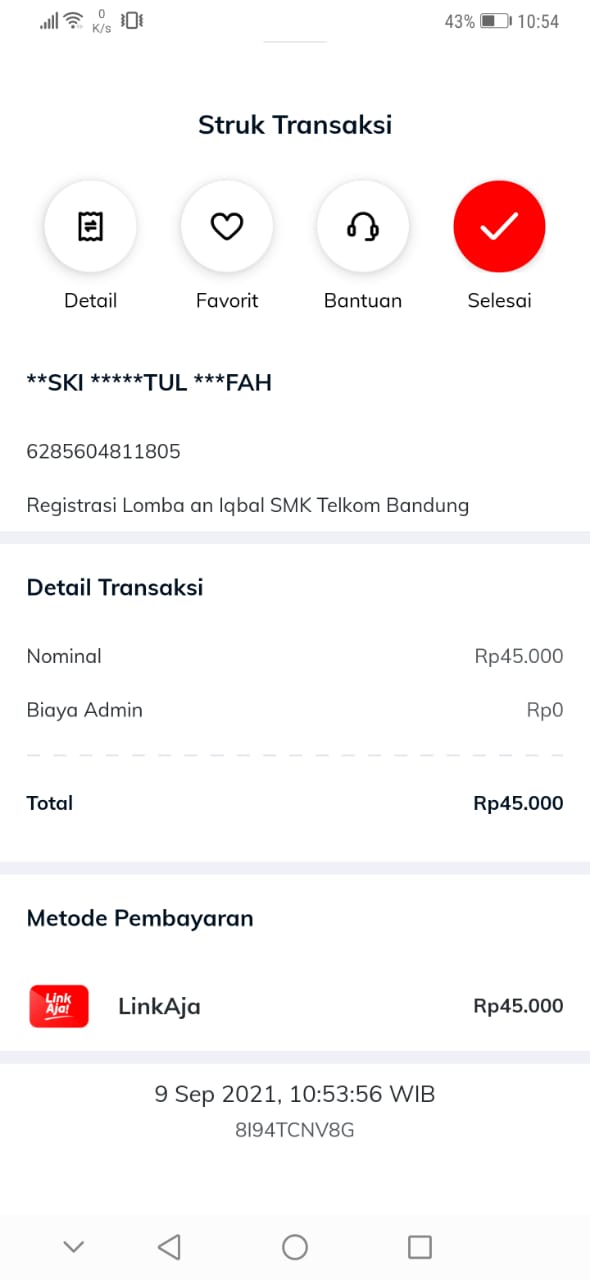 0
K/s
43% 10:54
Struk Transaksi
Detail Favorit Bantuan Selesai
**SKI *****TUL ***FAH
6285604811805
Registrasi Lomba an Iqbal SMK Telkom Bandung
Detail Transaksi
Nominal Rp45.000
Biaya Admin Rp0
Total Rp45.000
Metode Pembayaran
Link
Aja!
LinkAja Rp45.000
9 Sep 2021, 10:53:56 WIB
8I94TCNV8G